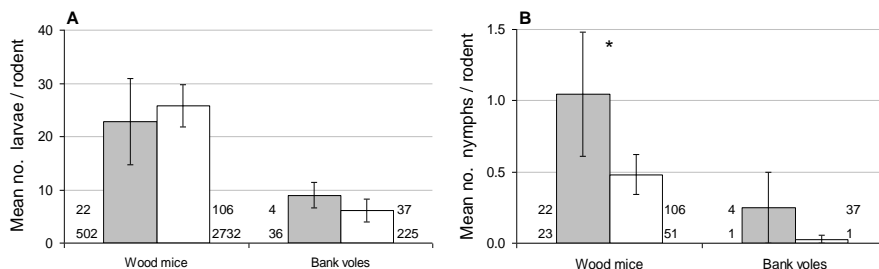 A
Mean no. larvae / rodent
40
30
20
10
0
22 106 4 37
502 2732 36 225
Wood mice Bank voles
B
Mean no. nymphs / rodent
1.5
*
1.0
0.5
0.0
22 106 4 37
23 51 1 1
Wood mice Bank voles